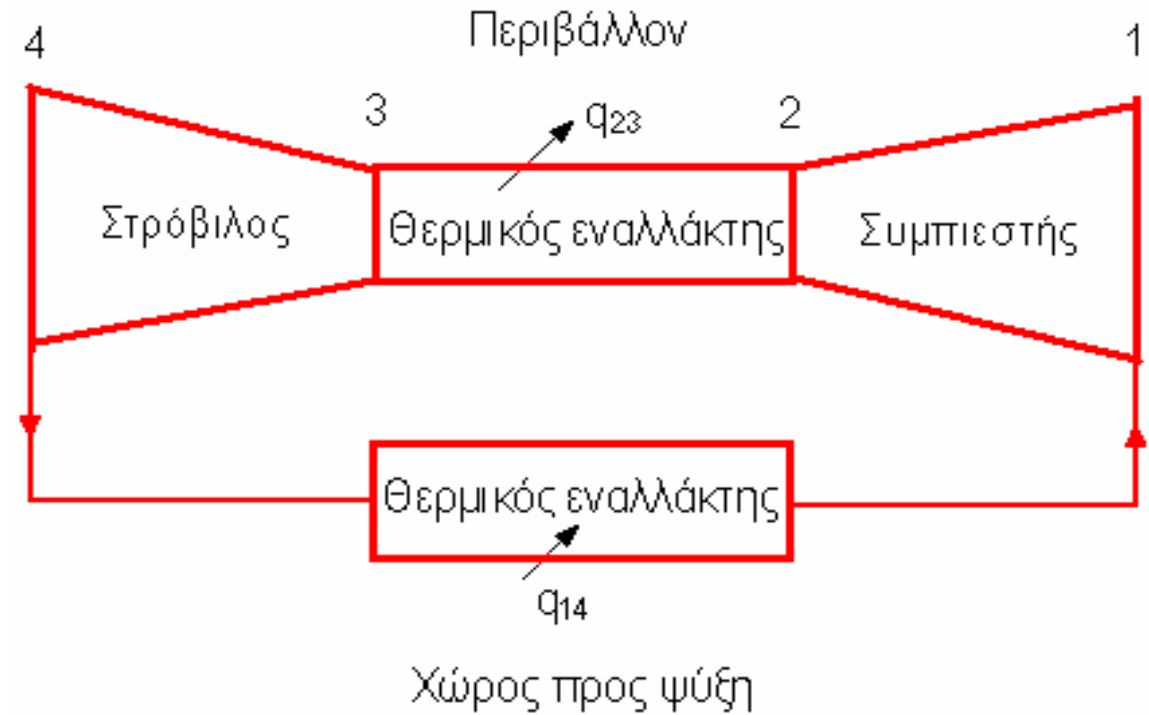 Περιβάλλον
4
1
3
q23
2
Στρόβιλος
Θερμικός εναλλάκτης
Συμπιεστής
Θερμικός εναλλάκτης
q14
Χώρος προς ψύξη